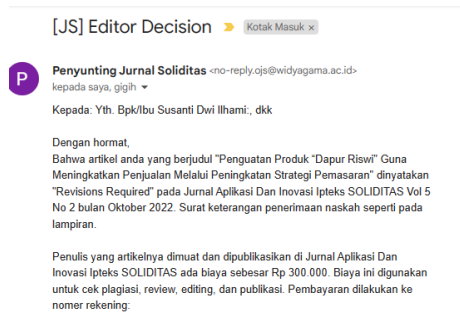 [JS] Editor Decision
Kotak Masuk x
P
Penyunting Jurnal Soliditas <no-reply.ojs@widyagama.ac.id>
kepada saya, gigih
Kepada: Yth. Bpk/Ibu Susanti Dwi Ilhami:, dkk
Dengan hormat,
Bahwa artikel anda yang berjudul "Penguatan Produk “Dapur Riswi” Guna
Meningkatkan Penjualan Melalui Peningkatan Strategi Pemasaran" dinyatakan
"Revisions Required" pada Jurnal Aplikasi Dan Inovasi Ipteks SOLIDITAS Vol 5
No 2 bulan Oktober 2022. Surat keterangan penerimaan naskah seperti pada
lampiran.
Penulis yang artikelnya dimuat dan dipublikasikan di Jurnal Aplikasi Dan
Inovasi Ipteks SOLIDITAS ada biaya sebesar Rp 300.000. Biaya ini digunakan
untuk cek plagiasi, review, editing, dan publikasi. Pembayaran dilakukan ke
nomer rekening: